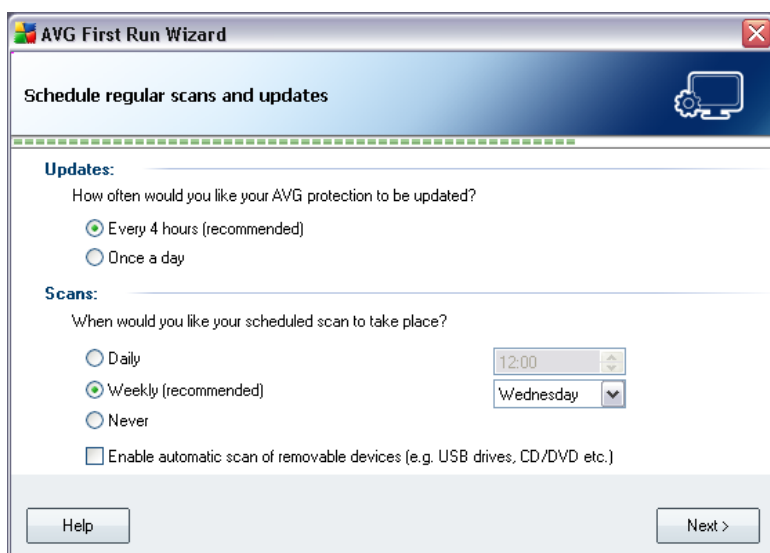 AVG First Run Wizard
Schedule regular scans and updates
Updates:
How often would you like your AVG protection to be updated?
Every 4 hours (recommended)
Once a day
Scans:
When would you like your scheduled scan to take place?
Daily 12:00
Weekly (recommended) Wednesday
Never
Enable automatic scan of removable devices (e.g. USB drives, CD/DVD etc.)
Help Next >